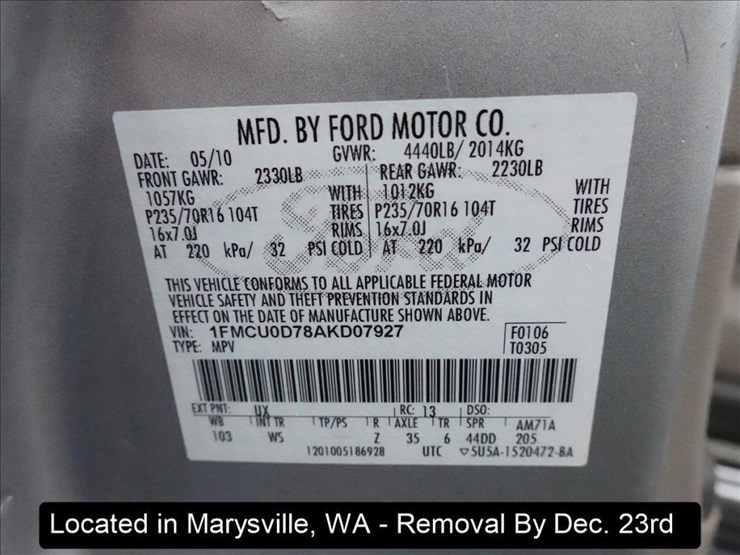 MFD. BY FORD MOTOR CO.
DATE: 05/10 GVWR: 4440LB/ 2014KG
FRONT GAWR: 2330LB REAR GAWR: 2230LB
1057KG WITH 1012KG WITH
P235/70R16 104T TIRES P235/70R16 104T TIRES
16x7.0J RIMS 16x7.0J RIMS
AT 220 kPa/ 32 PSI COLD AT 220 kPa/ 32 PSI COLD
Ford
THIS VEHICLE CONFORMS TO ALL APPLICABLE FEDERAL MOTOR
VEHICLE SAFETY AND THEFT PREVENTION STANDARDS IN
EFFECT ON THE DATE OF MANUFACTURE SHOWN ABOVE.
VIN: 1FMCU0D78AKD07927 F0106
TYPE: MPV T0305
EXT PNT: UX RC: 13 DSO:
WB INT TR TP/PS R AXLE TR SPR AM71A
103 WS Z 35 6 44DD 205
1201005186928 UTC ▽5U5A-1520472-BA
Located in Marysville, WA - Removal By Dec. 23rd